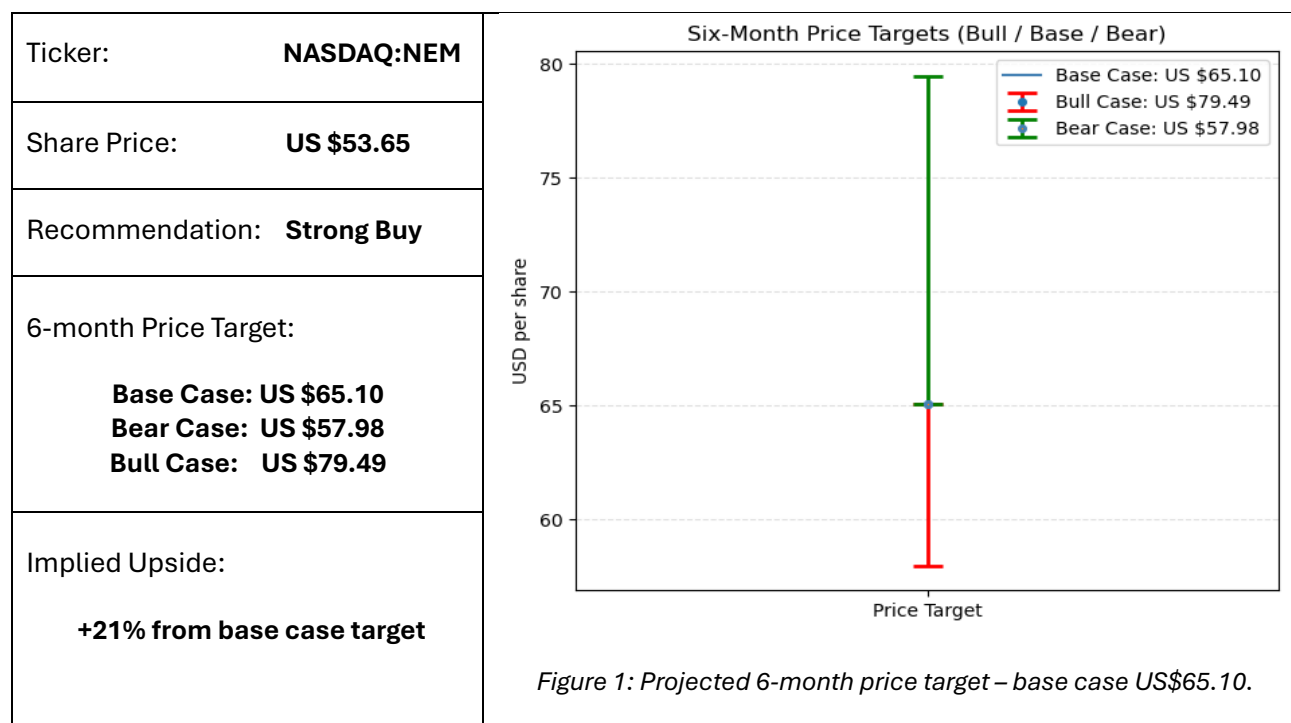 Ticker: NASDAQ:NEM
Share Price: US $53.65
Recommendation: Strong Buy
6-month Price Target:
Base Case: US $65.10
Bear Case: US $57.98
Bull Case: US $79.49
Implied Upside:
+21% from base case target
Six-Month Price Targets (Bull / Base / Bear)
Base Case: US $65.10
Bull Case: US $79.49
Bear Case: US $57.98
80
75
70
65
60
USD per share
Price Target
Figure 1: Projected 6-month price target – base case US$65.10.